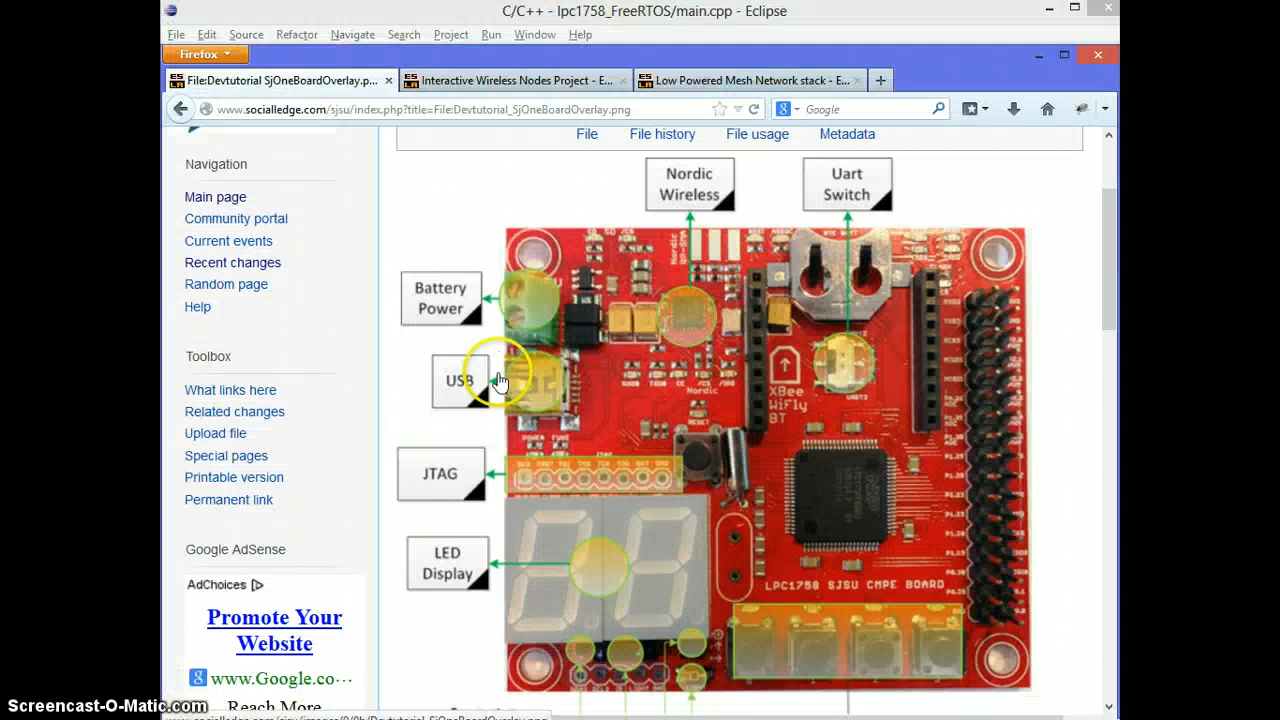 C/C++ - lpc1758_FreeRTOS/main.cpp - Eclipse
File Edit Source Refactor Navigate Search Project Run Window Help
Firefox
File:Devtutorial SjOneBoardOverlay.p...
Interactive Wireless Nodes Project - E...
Low Powered Mesh Network stack - E...
www.socialledge.com/sjsu/index.php?title=File:Devtutorial_SjOneBoardOverlay.png
Google
File File history File usage Metadata
Navigation
Main page
Community portal
Current events
Recent changes
Random page
Help
Toolbox
What links here
Related changes
Upload file
Special pages
Printable version
Permanent link
Google AdSense
AdChoices
Promote Your
Website
www.Google.co...
Reach More
Nordic
Wireless
Uart
Switch
Battery
Power
USB
JTAG
LED
Display
Nordic
RESET
XBee
WiFly
BT
LPC1758 SJSU CMPE BOARD
Screencast-O-Matic.com